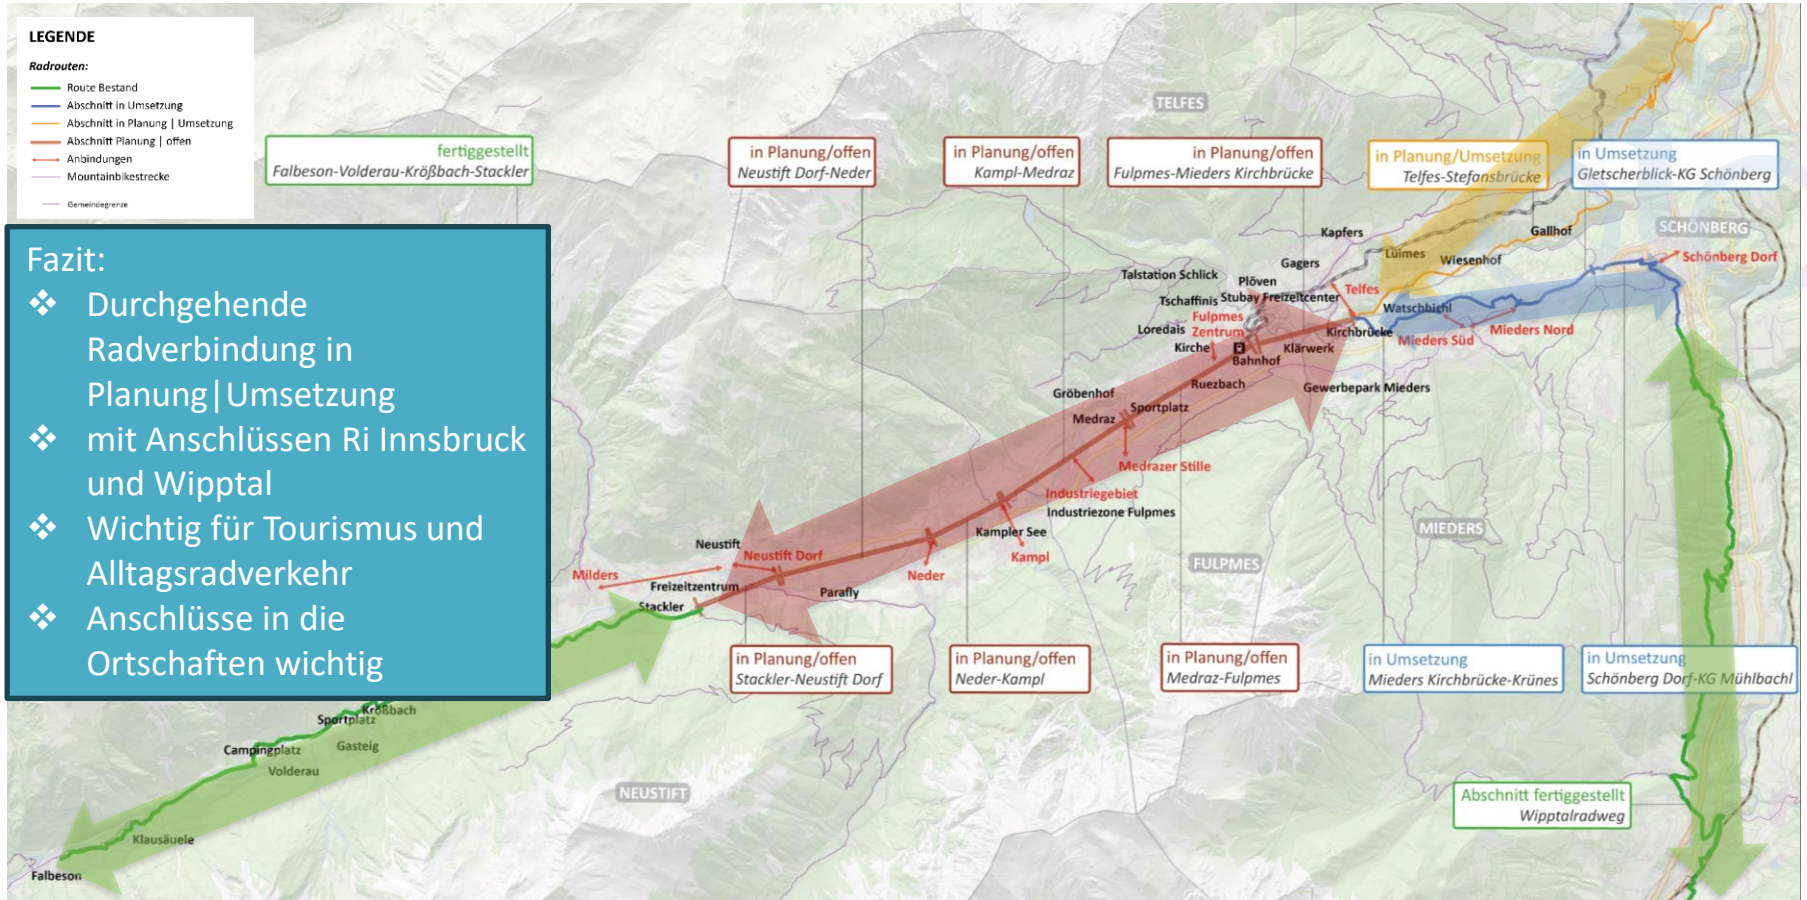 LEGENDE
Radrouten:
Route Bestand
Abschnitt in Umsetzung
Abschnitt in Planung | Umsetzung
Abschnitt Planung | offen
Anbindungen
Mountainbikestrecke
Gemeindegrenze
fertiggestellt
Falbeson-Volderau-Krößbach-Stackler
in Planung/offen
Neustift Dorf-Neder
in Planung/offen
Kampl-Medraz
in Planung/offen
Fulpmes-Mieders Kirchbrücke
in Planung/Umsetzung
Telfes-Stefansbrücke
in Umsetzung
Gletscherblick-KG Schönberg
TELFES
SCHÖNBERG
Fazit:
❖ Durchgehende
Radverbindung in
Planung|Umsetzung
❖ mit Anschlüssen Ri Innsbruck
und Wipptal
❖ Wichtig für Tourismus und
Alltagsradverkehr
❖ Anschlüsse in die
Ortschaften wichtig
Kapfers
Gallhof
Luimes
Wiesenhof
Schönberg Dorf
Gagers
Talstation Schlick
Plöven
Telfes
Tschaffinis
Stubay Freizeitcenter
Watschbichl
Fulpmes
Zentrum
Loredais
Kirchbrücke
Mieders Nord
Mieders Süd
Kirche
Klärwerk
Bahnhof
Ruezbach
Gewerbepark Mieders
Gröbenhof
Sportplatz
Medraz
Medrazer Stille
Industriegebiet
Industriezone Fulpmes
MIEDERS
Kampler See
Kampl
Neustift
Neustift Dorf
FULPMES
Milders
Freizeitzentrum
Neder
Parafly
Stackler
in Planung/offen
Stackler-Neustift Dorf
in Planung/offen
Neder-Kampl
in Planung/offen
Medraz-Fulpmes
in Umsetzung
Mieders Kirchbrücke-Krünes
in Umsetzung
Schönberg Dorf-KG Mühlbachl
Krößbach
Sportplatz
Gasteig
Campingplatz
Volderau
NEUSTIFT
Abschnitt fertiggestellt
Wipptalradweg
Klausäuele
Falbeson